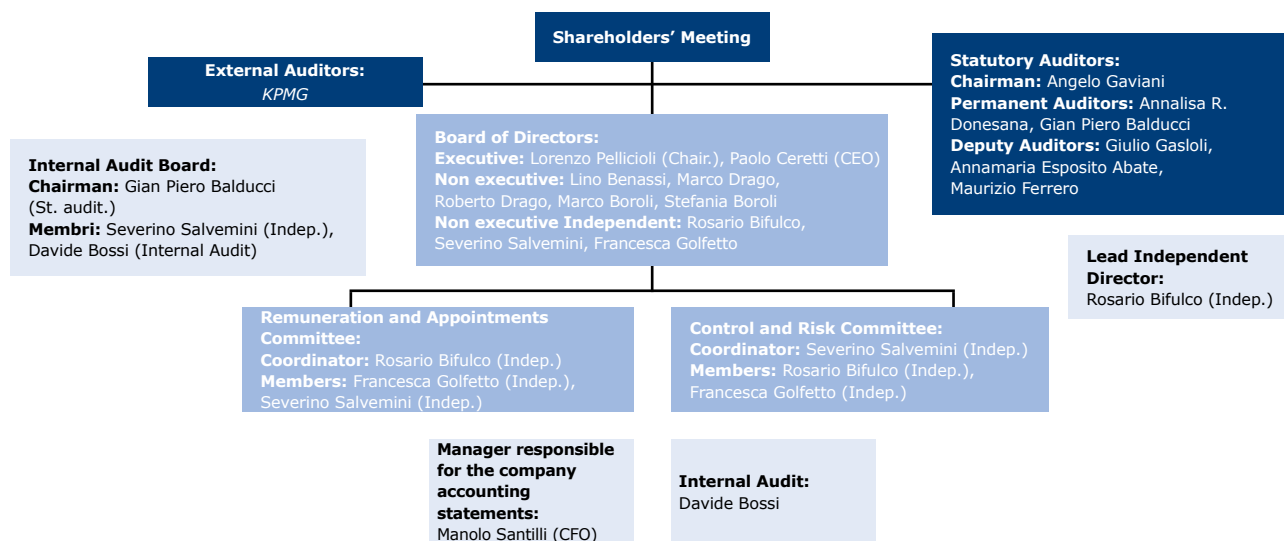 Shareholders’ Meeting
External Auditors:
KPMG
Statutory Auditors:
Chairman: Angelo Gaviani
Permanent Auditors: Annalisa R.
Donesana, Gian Piero Balducci
Deputy Auditors: Giulio Gasloli,
Annamaria Esposito Abate,
Maurizio Ferrero
Internal Audit Board:
Chairman: Gian Piero Balducci
(St. audit.)
Membri: Severino Salvemini (Indep.),
Davide Bossi (Internal Audit)
Board of Directors:
Executive: Lorenzo Pellicioli (Chair.), Paolo Ceretti (CEO)
Non executive: Lino Benassi, Marco Drago,
Roberto Drago, Marco Boroli, Stefania Boroli
Non executive Independent: Rosario Bifulco,
Severino Salvemini, Francesca Golfetto
Lead Independent
Director:
Rosario Bifulco (Indep.)
Remuneration and Appointments
Committee:
Coordinator: Rosario Bifulco (Indep.)
Members: Francesca Golfetto (Indep.),
Severino Salvemini (Indep.)
Control and Risk Committee:
Coordinator: Severino Salvemini (Indep.)
Members: Rosario Bifulco (Indep.),
Francesca Golfetto (Indep.)
Manager responsible
for the company
accounting
statements:
Manolo Santilli (CFO)
Internal Audit:
Davide Bossi